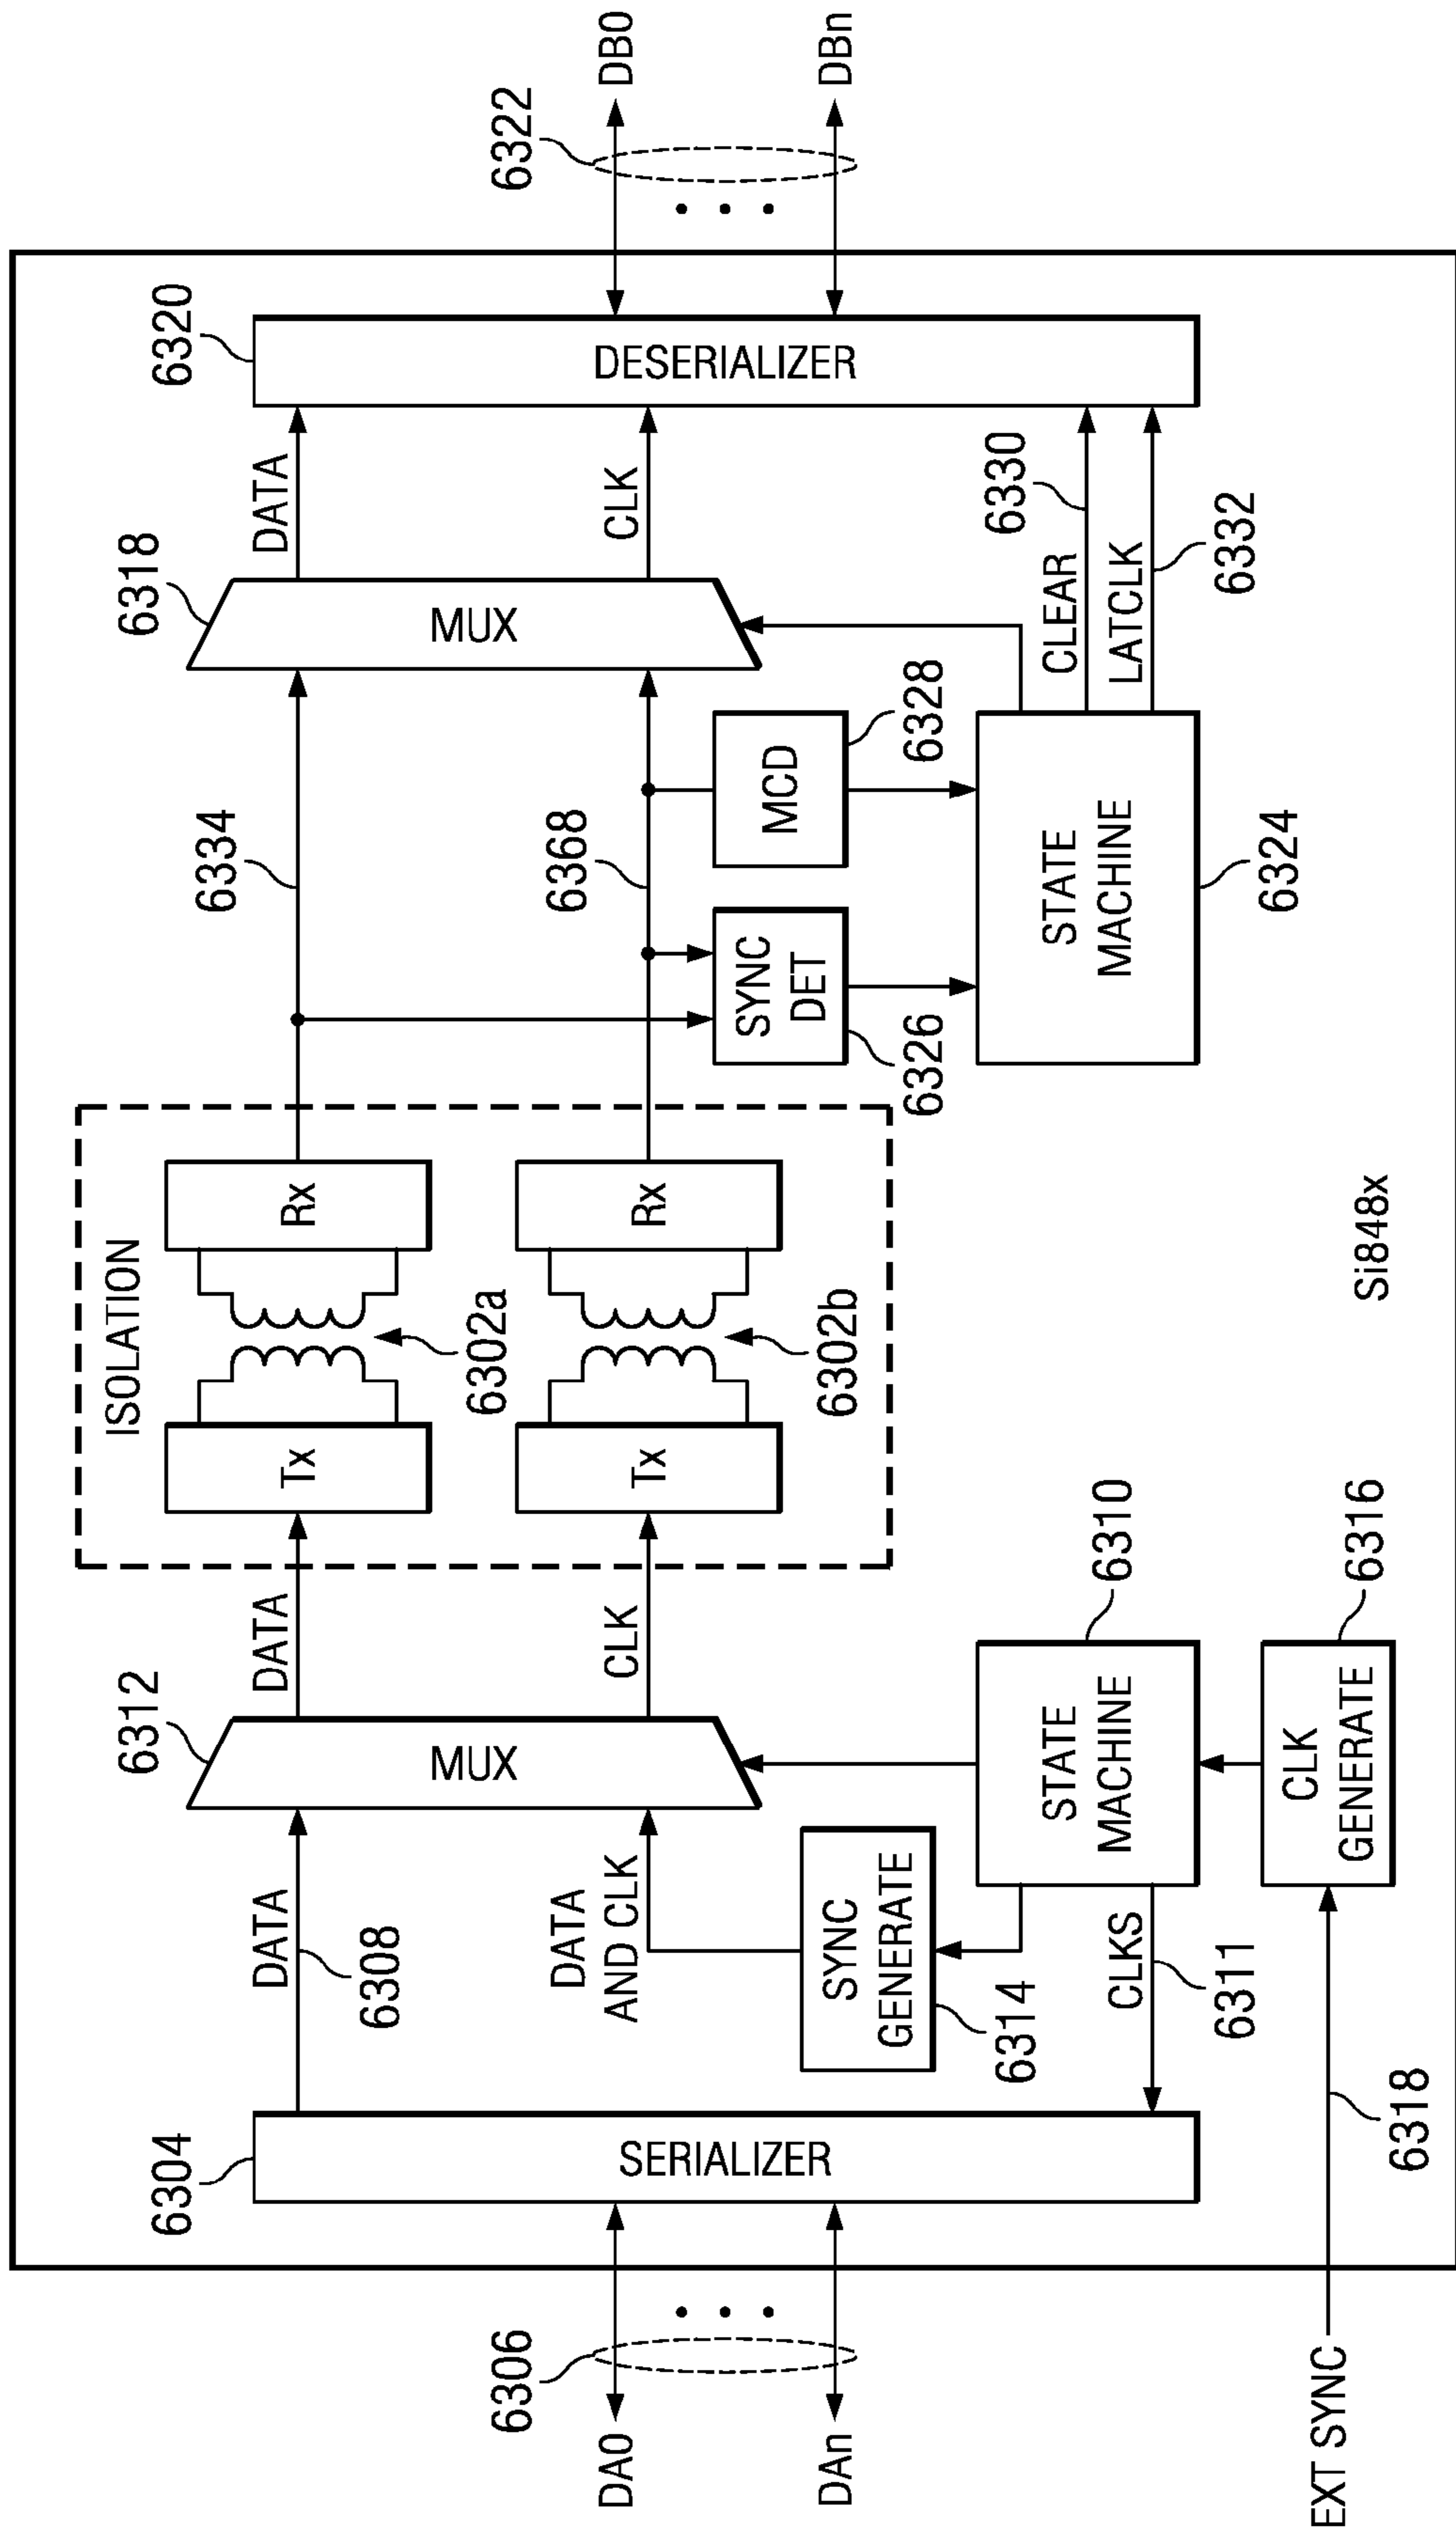 6304
6306
DA0
DAn
SERIALIZER
DATA
6308
DATA
AND CLK
SYNC
GENERATE
6314
CLKS
6311
EXT SYNC
6318
6312
MUX
STATE
MACHINE
6310
CLK
GENERATE
6316
DATA
CLK
ISOLATION
Tx
Rx
6302a
Tx
Rx
6302b
6334
6368
SYNC
DET
6326
MCD
6328
STATE
MACHINE
6324
6318
MUX
DATA
CLK
CLEAR
6330
LATCLK
6332
6320
DESERIALIZER
6322
DB0
DBn
Si848x